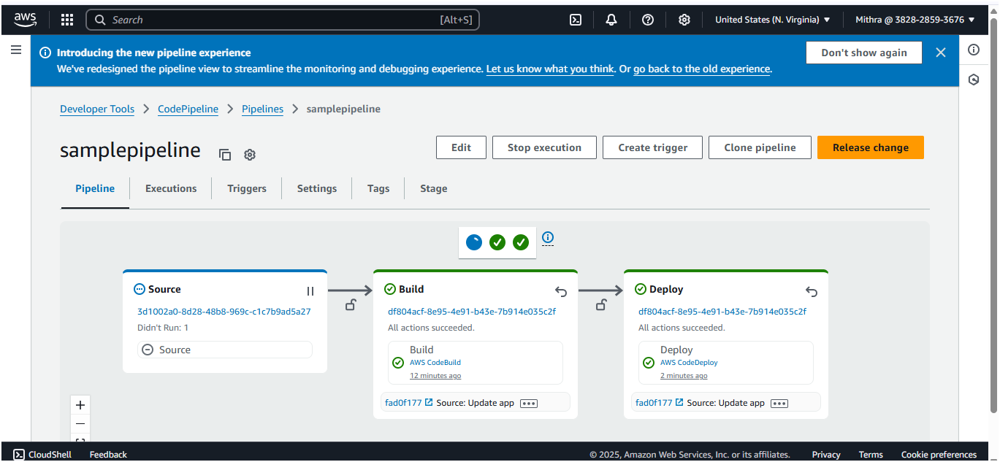 aws
Search [Alt+S]
United States (N. Virginia)
Mithra @ 3828-2859-3676
Introducing the new pipeline experience
We've redesigned the pipeline view to streamline the monitoring and debugging experience. Let us know what you think. Or go back to the old experience.
Don't show again
Developer Tools > CodePipeline > Pipelines > samplepipeline
samplepipeline
Edit
Stop execution
Create trigger
Clone pipeline
Release change
Pipeline
Executions
Triggers
Settings
Tags
Stage
Source
3d1002a0-8d28-48b8-969c-c1c7b9ad5a27
Didn't Run: 1
Source
Build
df804acf-8e95-4e91-b43e-7b914e035c2f
All actions succeeded.
Build
AWS CodeBuild
12 minutes ago
fad0f177 Source: Update app
Deploy
df804acf-8e95-4e91-b43e-7b914e035c2f
All actions succeeded.
Deploy
AWS CodeDeploy
2 minutes ago
fad0f177 Source: Update app
CloudShell
Feedback
© 2025, Amazon Web Services, Inc. or its affiliates.
Privacy
Terms
Cookie preferences